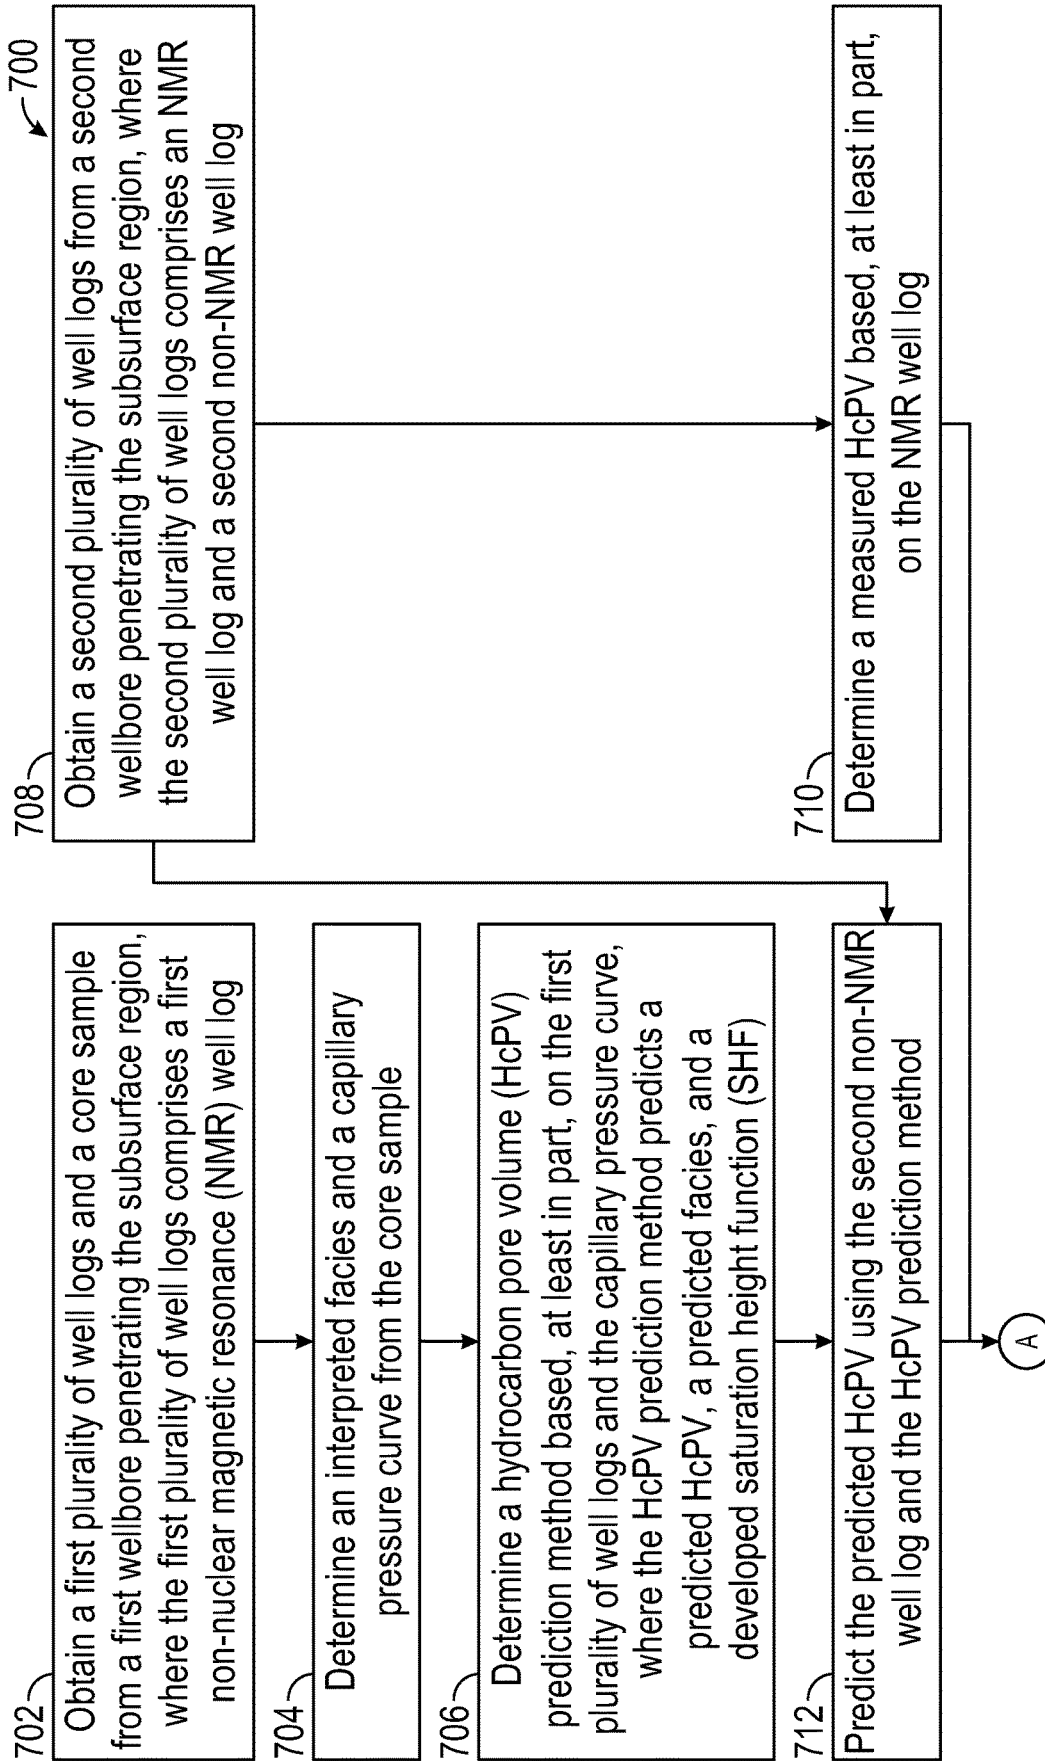 700
702
Obtain a first plurality of well logs and a core sample
from a first wellbore penetrating the subsurface region,
where the first plurality of well logs comprises a first
non-nuclear magnetic resonance (NMR) well log
704
Determine an interpreted facies and a capillary
pressure curve from the core sample
706
Determine a hydrocarbon pore volume (HcPV)
prediction method based, at least in part, on the first
plurality of well logs and the capillary pressure curve,
where the HcPV prediction method predicts a
predicted HcPV, a predicted facies, and a
developed saturation height function (SHF)
708
Obtain a second plurality of well logs from a second
wellbore penetrating the subsurface region, where
the second plurality of well logs comprises an NMR
well log and a second non-NMR well log
710
Determine a measured HcPV based, at least in part,
on the NMR well log
712
Predict the predicted HcPV using the second non-NMR
well log and the HcPV prediction method
A